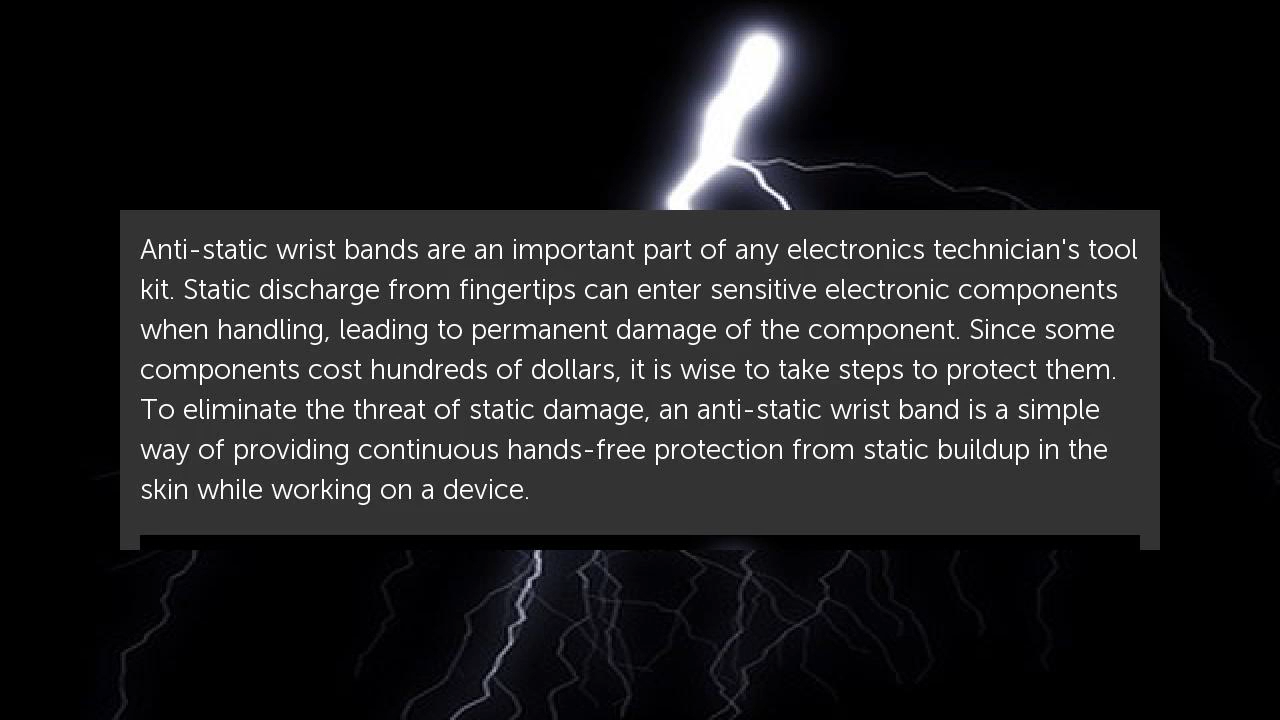 Anti-static wrist bands are an important part of any electronics technician's tool
kit. Static discharge from fingertips can enter sensitive electronic components
when handling, leading to permanent damage of the component. Since some
components cost hundreds of dollars, it is wise to take steps to protect them.
To eliminate the threat of static damage, an anti-static wrist band is a simple
way of providing continuous hands-free protection from static buildup in the
skin while working on a device.